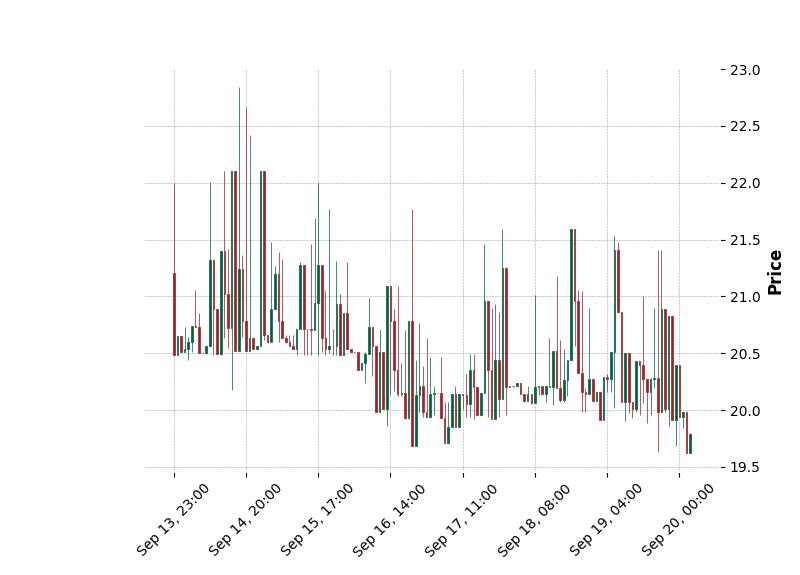 23.0
22.5
22.0
21.5
21.0
20.5
20.0
19.5
Price
Sep 13, 23:00
Sep 14, 20:00
Sep 15, 17:00
Sep 16, 14:00
Sep 17, 11:00
Sep 18, 08:00
Sep 19, 04:00
Sep 20, 00:00